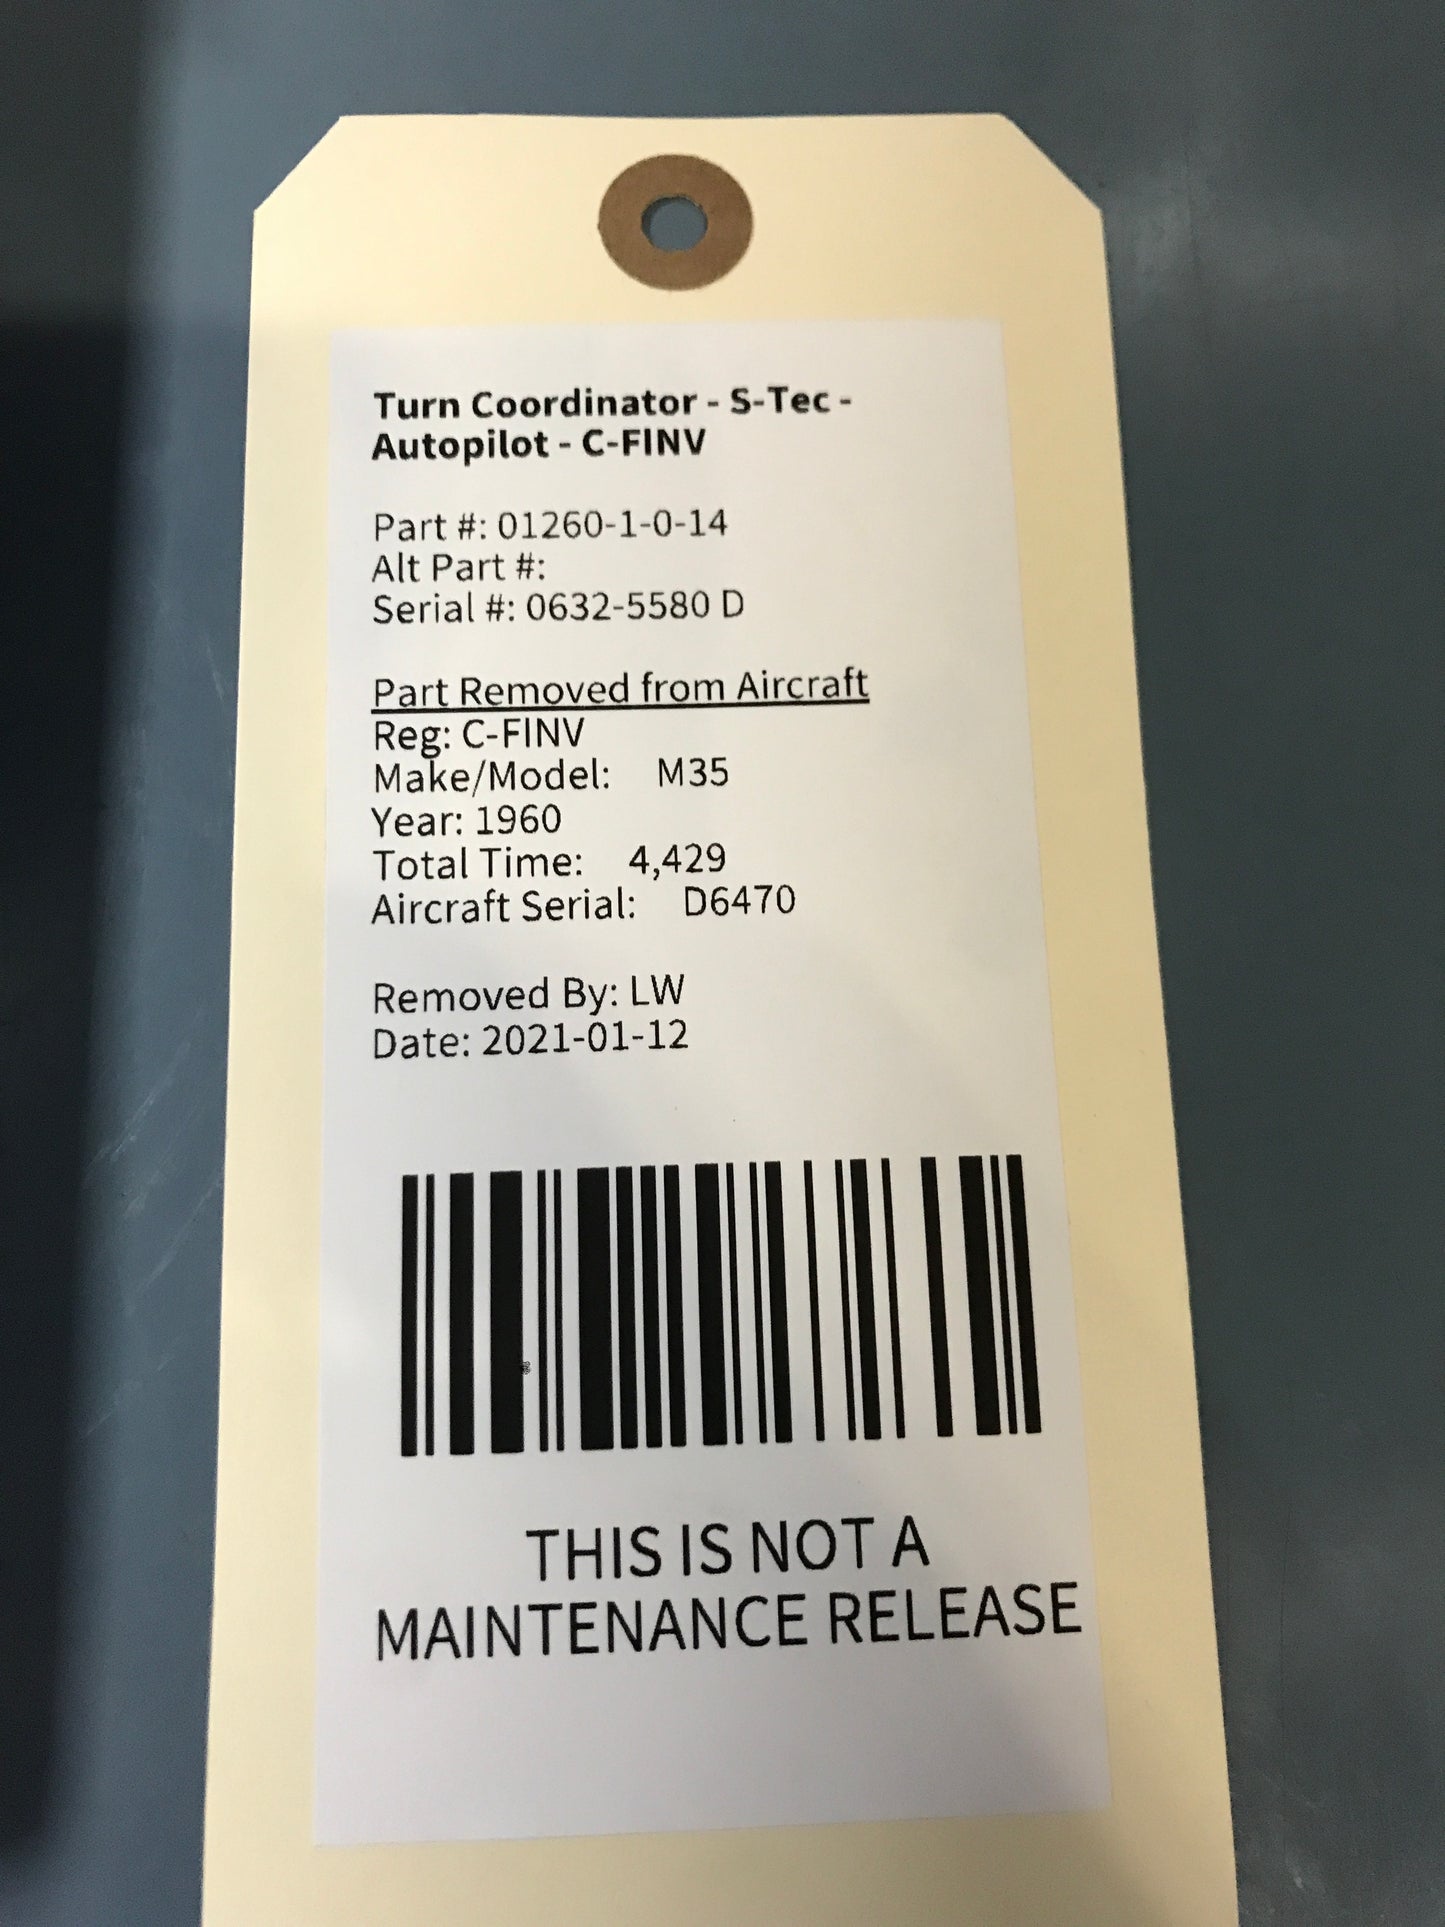 Turn Coordinator - S-Tec -
Autopilot - C-FINV
Part #: 01260-1-0-14
Alt Part #:
Serial #: 0632-5580 D
Part Removed from Aircraft
Reg: C-FINV
Make/Model: M35
Year: 1960
Total Time: 4,429
Aircraft Serial: D6470
Removed By: LW
Date: 2021-01-12
THIS IS NOT A
MAINTENANCE RELEASE